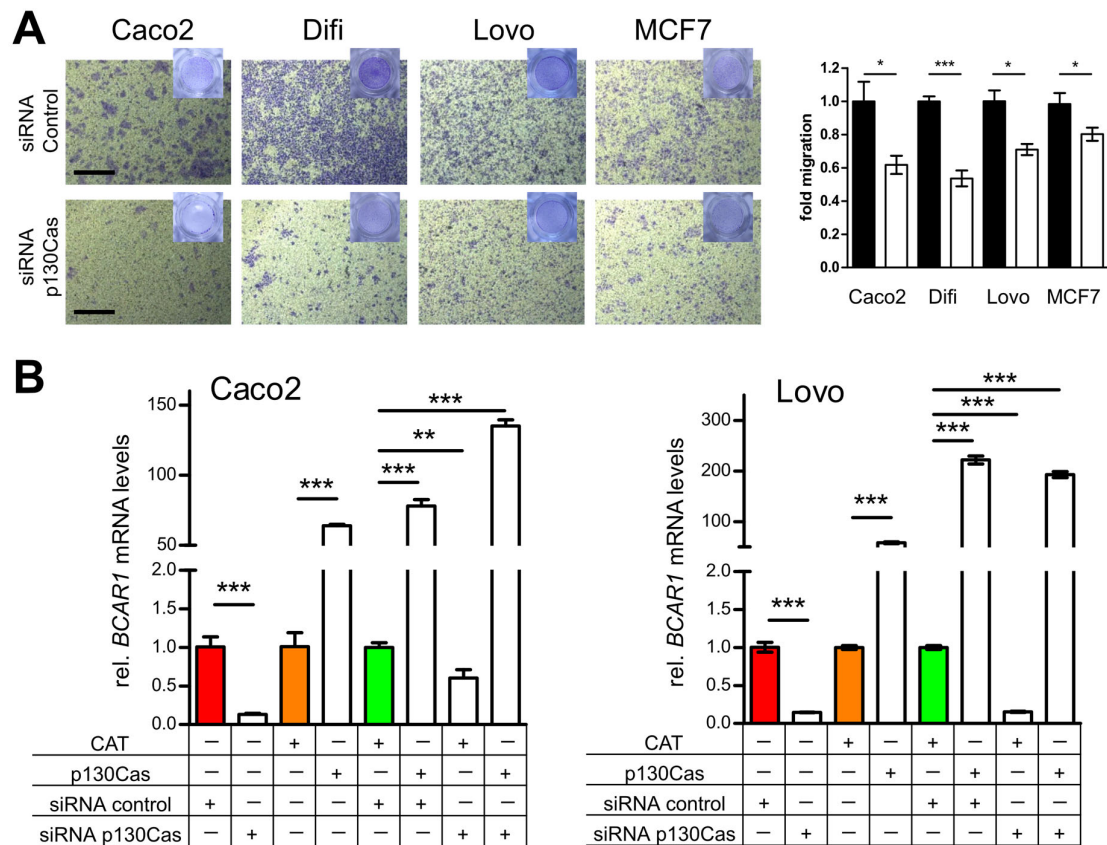 A
Caco2 Difi Lovo MCF7
siRNA Control
siRNA p130Cas
fold migration
1.2
1.0
0.8
0.6
0.4
0.2
0.0
* *** * *
Caco2 Difi Lovo MCF7
B
Caco2
rel. BCAR1 mRNA levels
150
100
50
2.0
1.5
1.0
0.5
0.0
***
***
***
**
***
CAT – – + – + – + –
p130Cas – – – + – + – +
siRNA control + – – – + + – –
siRNA p130Cas – + – – – – + +
Lovo
rel. BCAR1 mRNA levels
300
200
100
2.0
1.5
1.0
0.5
0.0
***
***
***
***
***
CAT – – + – + – + –
p130Cas – – – + – + – +
siRNA control + – – + + – –
siRNA p130Cas – + – – – – + +